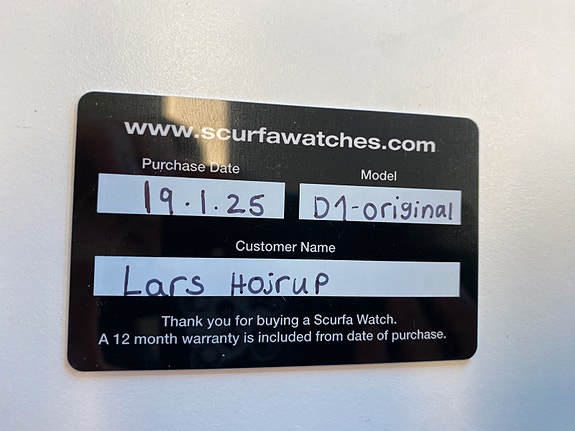 www.scurfawatches.com
Purchase Date
Model
19.1.25
D1-original
Customer Name
Lars Hojrup
Thank you for buying a Scurfa Watch.
A 12 month warranty is included from date of purchase.